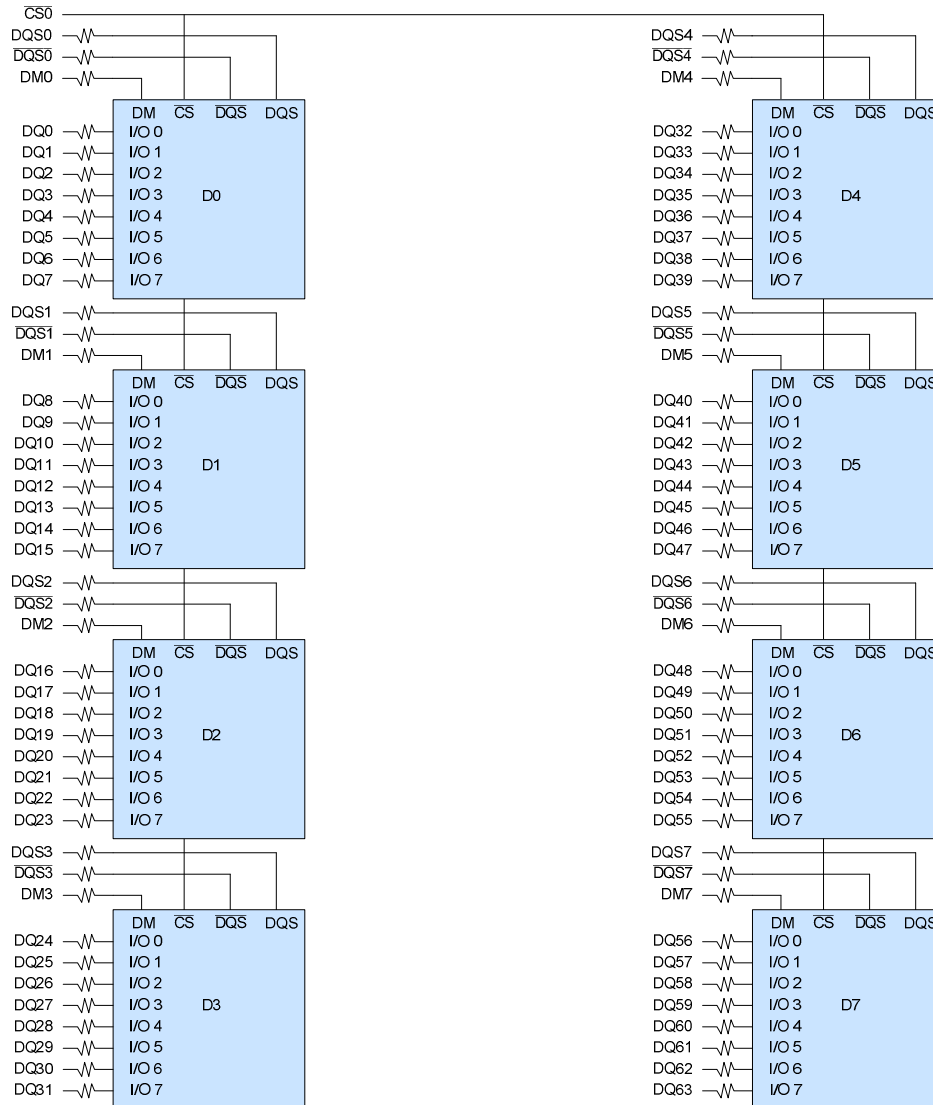 CS0
DQS0
DQS0
DM0
DM CS DQS DQS
DQ0 I/O 0
DQ1 I/O 1
DQ2 I/O 2
DQ3 I/O 3 D0
DQ4 I/O 4
DQ5 I/O 5
DQ6 I/O 6
DQ7 I/O 7
DQS1
DQS1
DM1
DM CS DQS DQS
DQ8 I/O 0
DQ9 I/O 1
DQ10 I/O 2
DQ11 I/O 3 D1
DQ12 I/O 4
DQ13 I/O 5
DQ14 I/O 6
DQ15 I/O 7
DQS2
DQS2
DM2
DM CS DQS DQS
DQ16 I/O 0
DQ17 I/O 1
DQ18 I/O 2
DQ19 I/O 3 D2
DQ20 I/O 4
DQ21 I/O 5
DQ22 I/O 6
DQ23 I/O 7
DQS3
DQS3
DM3
DM CS DQS DQS
DQ24 I/O 0
DQ25 I/O 1
DQ26 I/O 2
DQ27 I/O 3 D3
DQ28 I/O 4
DQ29 I/O 5
DQ30 I/O 6
DQ31 I/O 7
DQS4
DQS4
DM4
DM CS DQS DQS
DQ32 I/O 0
DQ33 I/O 1
DQ34 I/O 2
DQ35 I/O 3 D4
DQ36 I/O 4
DQ37 I/O 5
DQ38 I/O 6
DQ39 I/O 7
DQS5
DQS5
DM5
DM CS DQS DQS
DQ40 I/O 0
DQ41 I/O 1
DQ42 I/O 2
DQ43 I/O 3 D5
DQ44 I/O 4
DQ45 I/O 5
DQ46 I/O 6
DQ47 I/O 7
DQS6
DQS6
DM6
DM CS DQS DQS
DQ48 I/O 0
DQ49 I/O 1
DQ50 I/O 2
DQ51 I/O 3 D6
DQ52 I/O 4
DQ53 I/O 5
DQ54 I/O 6
DQ55 I/O 7
DQS7
DQS7
DM7
DM CS DQS DQS
DQ56 I/O 0
DQ57 I/O 1
DQ58 I/O 2
DQ59 I/O 3 D7
DQ60 I/O 4
DQ61 I/O 5
DQ62 I/O 6
DQ63 I/O 7